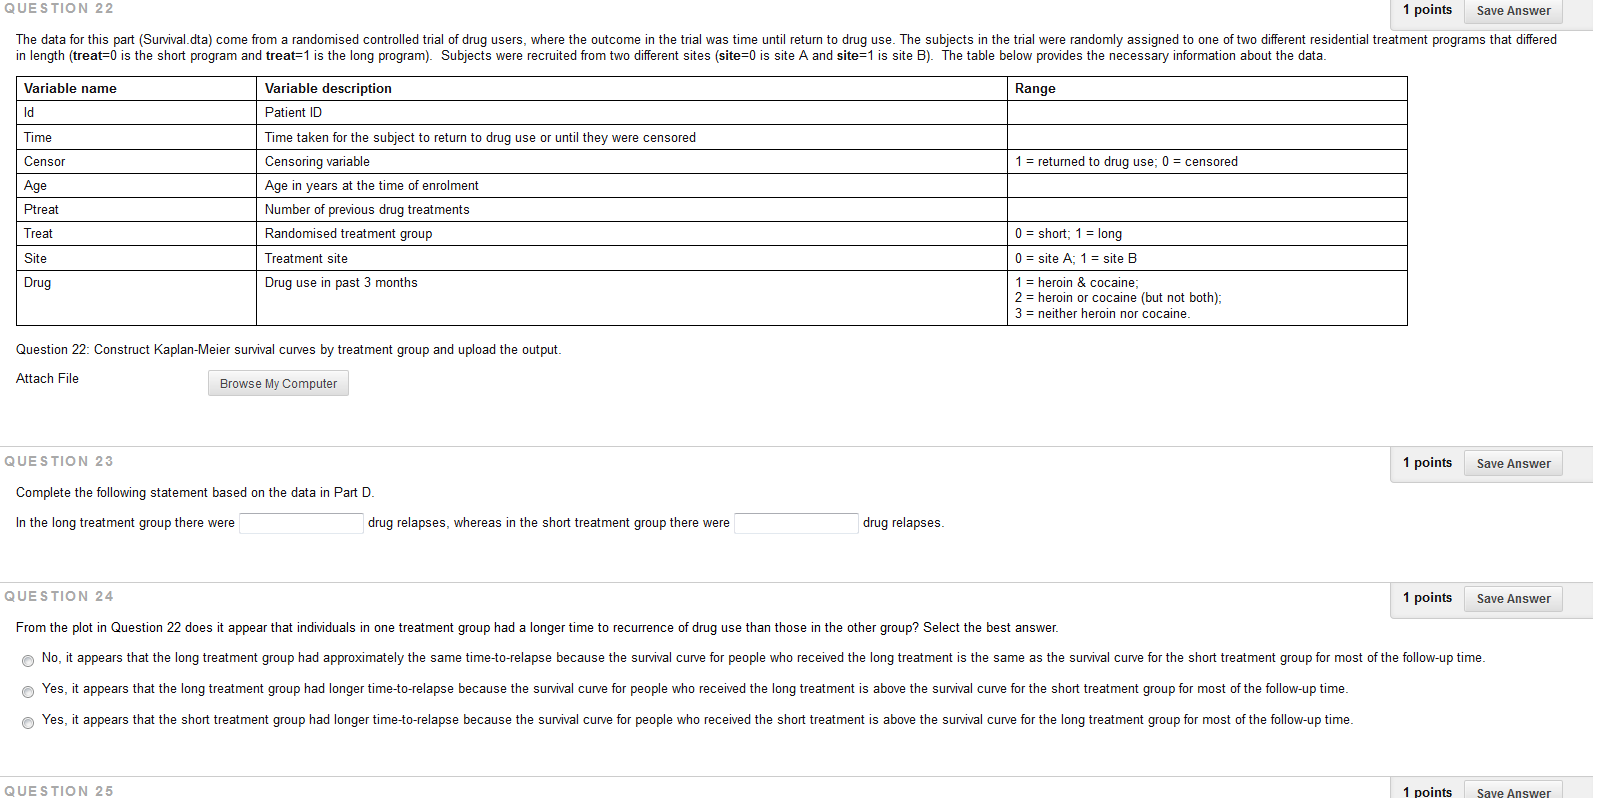 QUESTION 22
1 points
Save Answer
The data for this part (Survival.dta) come from a randomised controlled trial of drug users, where the outcome in the trial was time until return to drug use. The subjects in the trial were randomly assigned to one of two different residential treatment programs that differed
in length (treat=0 is the short program and treat=1 is the long program). Subjects were recruited from two different sites (site=0 is site A and site=1 is site B). The table below provides the necessary information about the data.
Variable name Variable description Range
Id Patient ID
Time Time taken for the subject to return to drug use or until they were censored
Censor Censoring variable 1 = returned to drug use; 0 = censored
Age Age in years at the time of enrolment
Ptreat Number of previous drug treatments
Treat Randomised treatment group 0 = short; 1 = long
Site Treatment site 0 = site A; 1 = site B
Drug Drug use in past 3 months 1 = heroin & cocaine;
2 = heroin or cocaine (but not both);
3 = neither heroin nor cocaine.
Question 22: Construct Kaplan-Meier survival curves by treatment group and upload the output.
Attach File Browse My Computer
QUESTION 23
1 points
Save Answer
Complete the following statement based on the data in Part D.
In the long treatment group there were drug relapses, whereas in the short treatment group there were drug relapses.
QUESTION 24
1 points
Save Answer
From the plot in Question 22 does it appear that individuals in one treatment group had a longer time to recurrence of drug use than those in the other group? Select the best answer.
No, it appears that the long treatment group had approximately the same time-to-relapse because the survival curve for people who received the long treatment is the same as the survival curve for the short treatment group for most of the follow-up time.
Yes, it appears that the long treatment group had longer time-to-relapse because the survival curve for people who received the long treatment is above the survival curve for the short treatment group for most of the follow-up time.
Yes, it appears that the short treatment group had longer time-to-relapse because the survival curve for people who received the short treatment is above the survival curve for the long treatment group for most of the follow-up time.
QUESTION 25
1 points
Save Answer